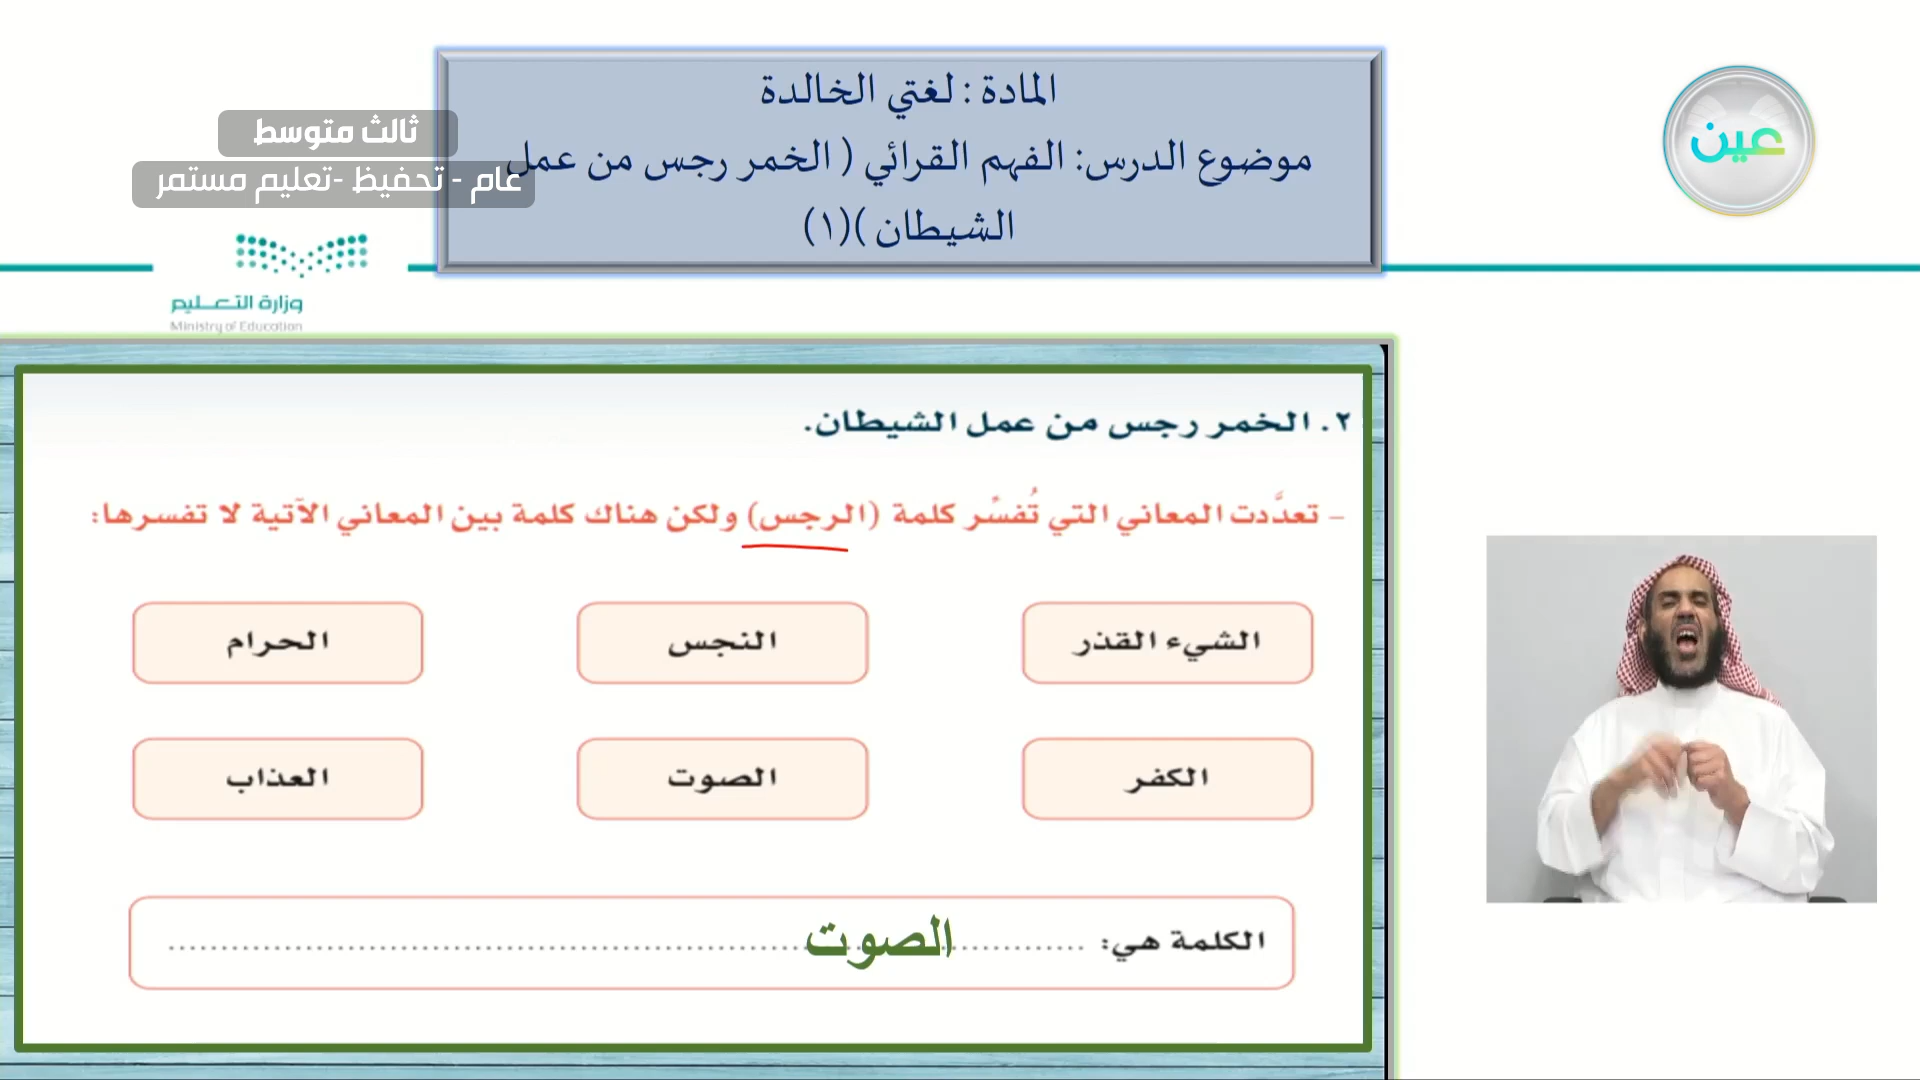 المادة : لغتي الخالدة
موضوع الدرس: الفهم القرائي ( الخمر رجس من عمل
الشيطان )(١)
ثالث متوسط
عام - تحفيظ -تعليم مستمر
عين
وزارة التعـــليم
Ministry of Education
٢. الخمر رجس من عمل الشيطان.
- تعدَّدت المعاني التي تُفسِّر كلمة (الرجس) ولكن هناك كلمة بين المعاني الآتية لا تفسرها:
الشيء القذر
النجس
الحرام
الكفر
الصوت
العذاب
الكلمة هي: الصوت